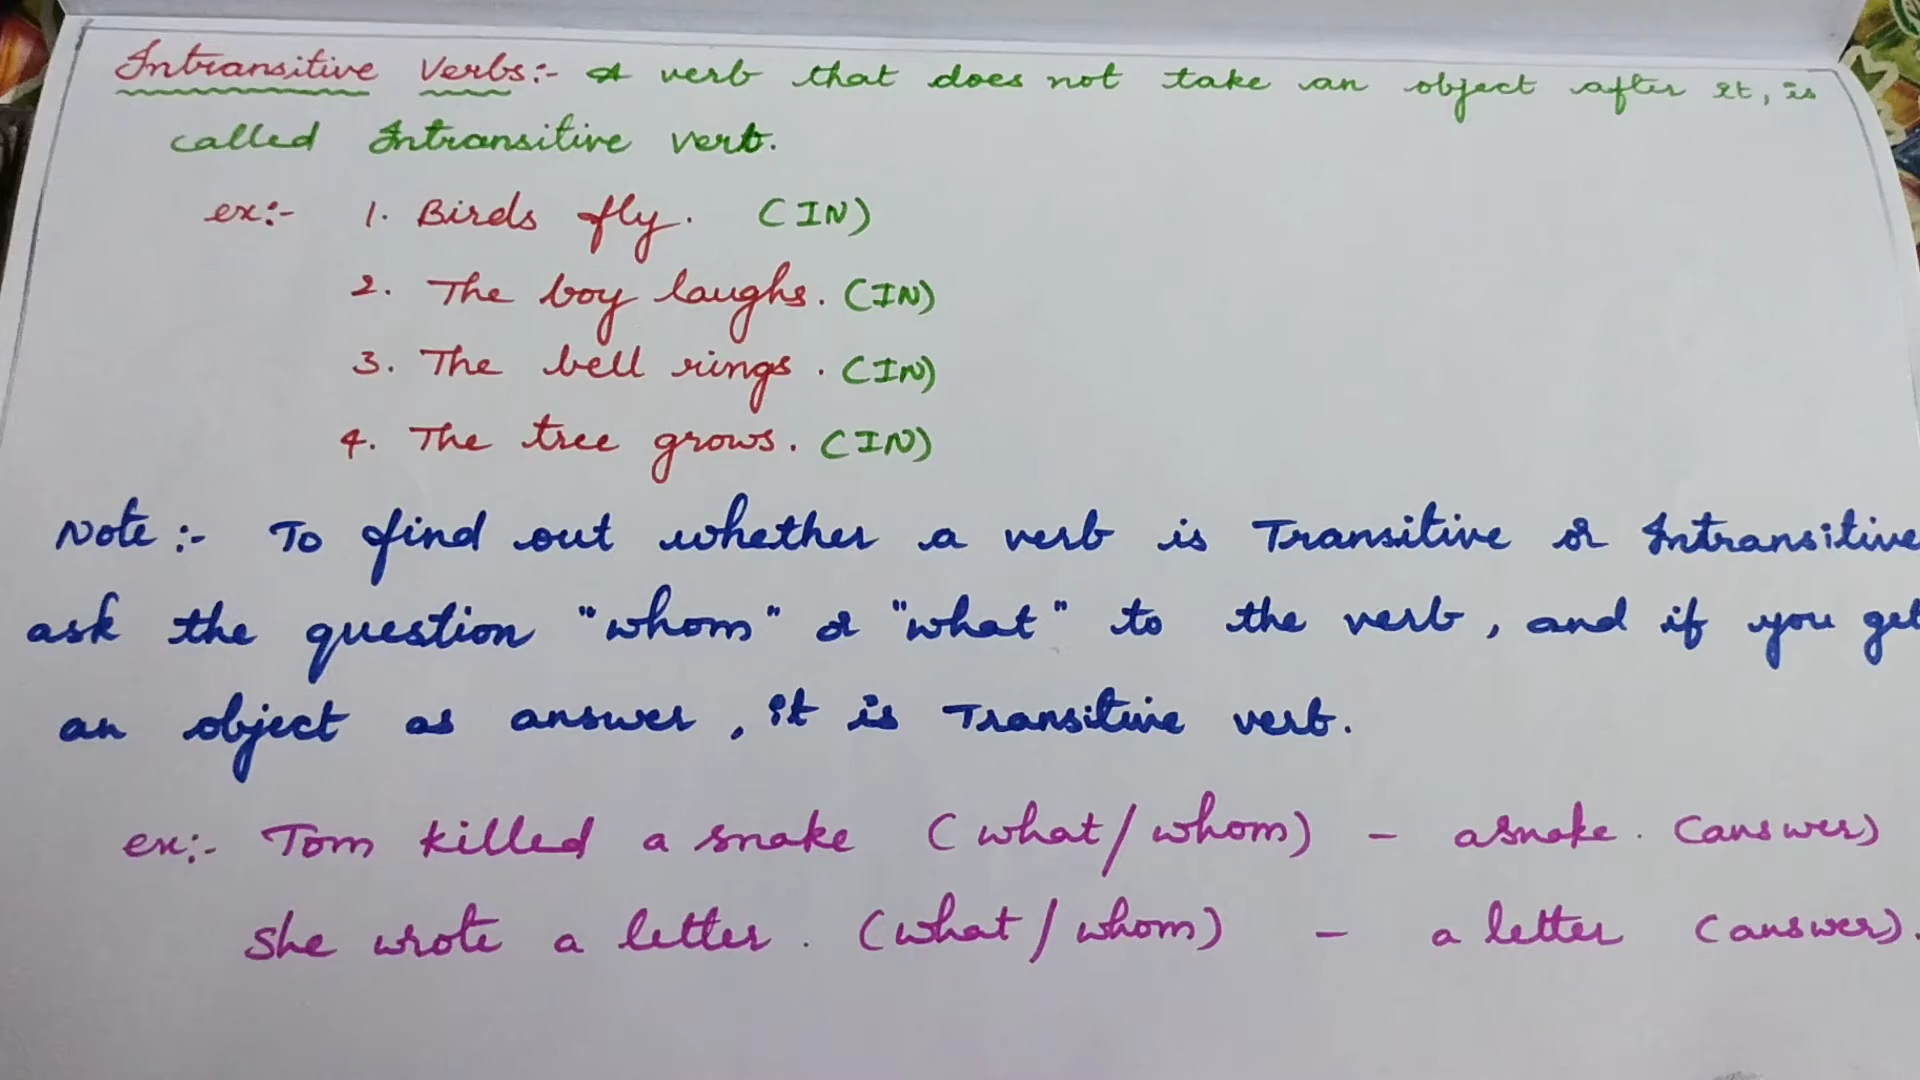 Intransitive Verbs:- A verb that does not take an object after it, is
called Intransitive verb.
ex:- 1. Birds fly. (IN)
2. The boy laughs. (IN)
3. The bell rings. (IN)
4. The tree grows. (IN)
Note:- To find out whether a verb is Transitive or Intransitive
ask the question "whom" or "what" to the verb, and if you get
an object as answer, it is Transitive verb.
ex:- Tom killed a snake (what/whom) - a snake. (answer)
She wrote a letter. (what/whom) - a letter (answer).